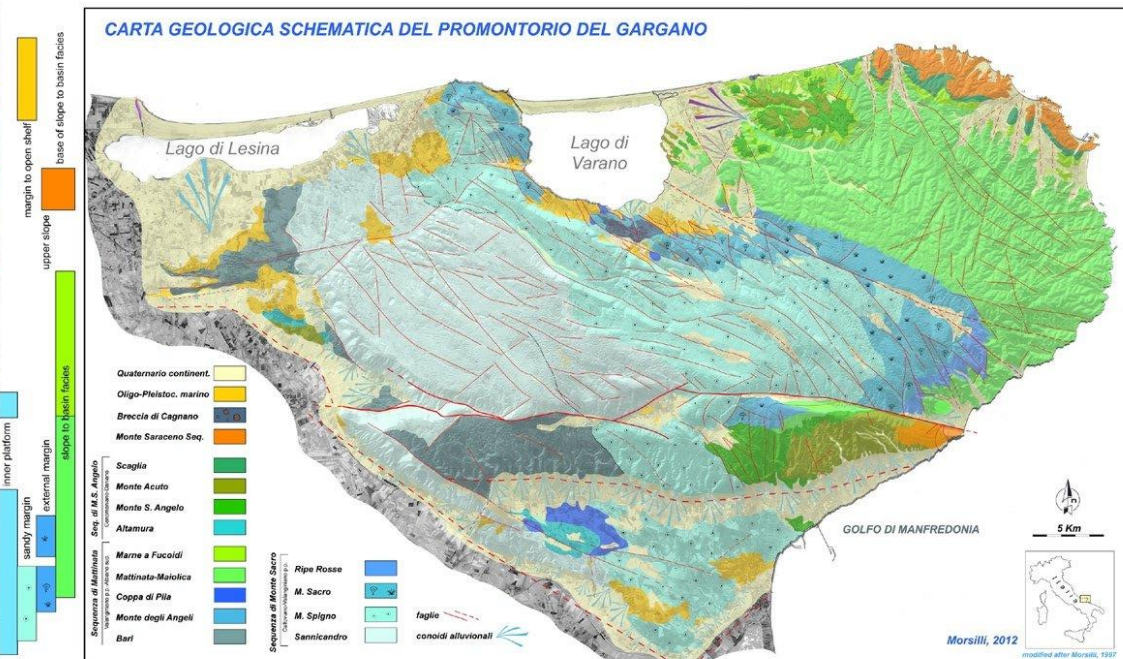 CARTA GEOLOGICA SCHEMATICA DEL PROMONTORIO DEL GARGANO
margin to open shelf
base of slope to basin facies
upper slope
slope to basin facies
inner platform
sandy margin
external margin
Lago di Lesina
Lago di
Varano
GOLFO DI MANFREDONIA
Quaternario continent.
Oligo-Pleistoc. marino
Breccia di Cagnano
Monte Saraceno Seq.
Seq. di M.S. Angelo
Scaglia
Monte Acuto
Monte S. Angelo
Altamura
Sequenza di Mattinata
Marne a Fucoidi
Mattinata-Maiolica
Coppa di Pila
Monte degli Angeli
Bari
Sequenza di Monte Sacro
Ripe Rosse
M. Sacro
M. Spigno
Sannicandro
faglie
conoidi alluvionali
5 Km
Italia
Morsilli, 2012
modified after Morsilli, 1997